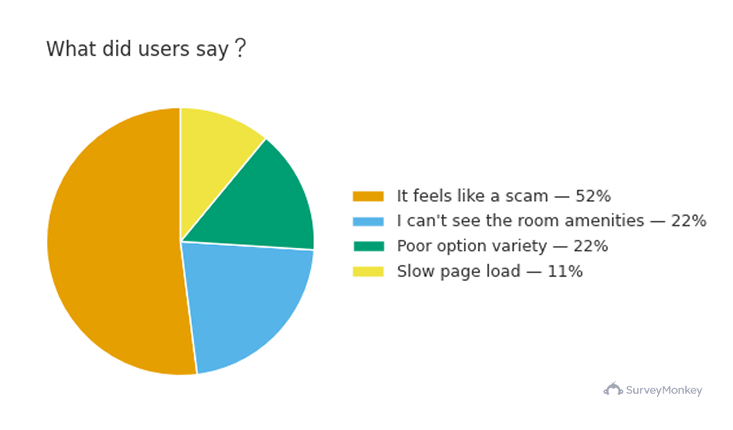 What did users say？
It feels like a scam — 52%
I can't see the room amenities — 22%
Poor option variety — 22%
Slow page load — 11%
SurveyMonkey